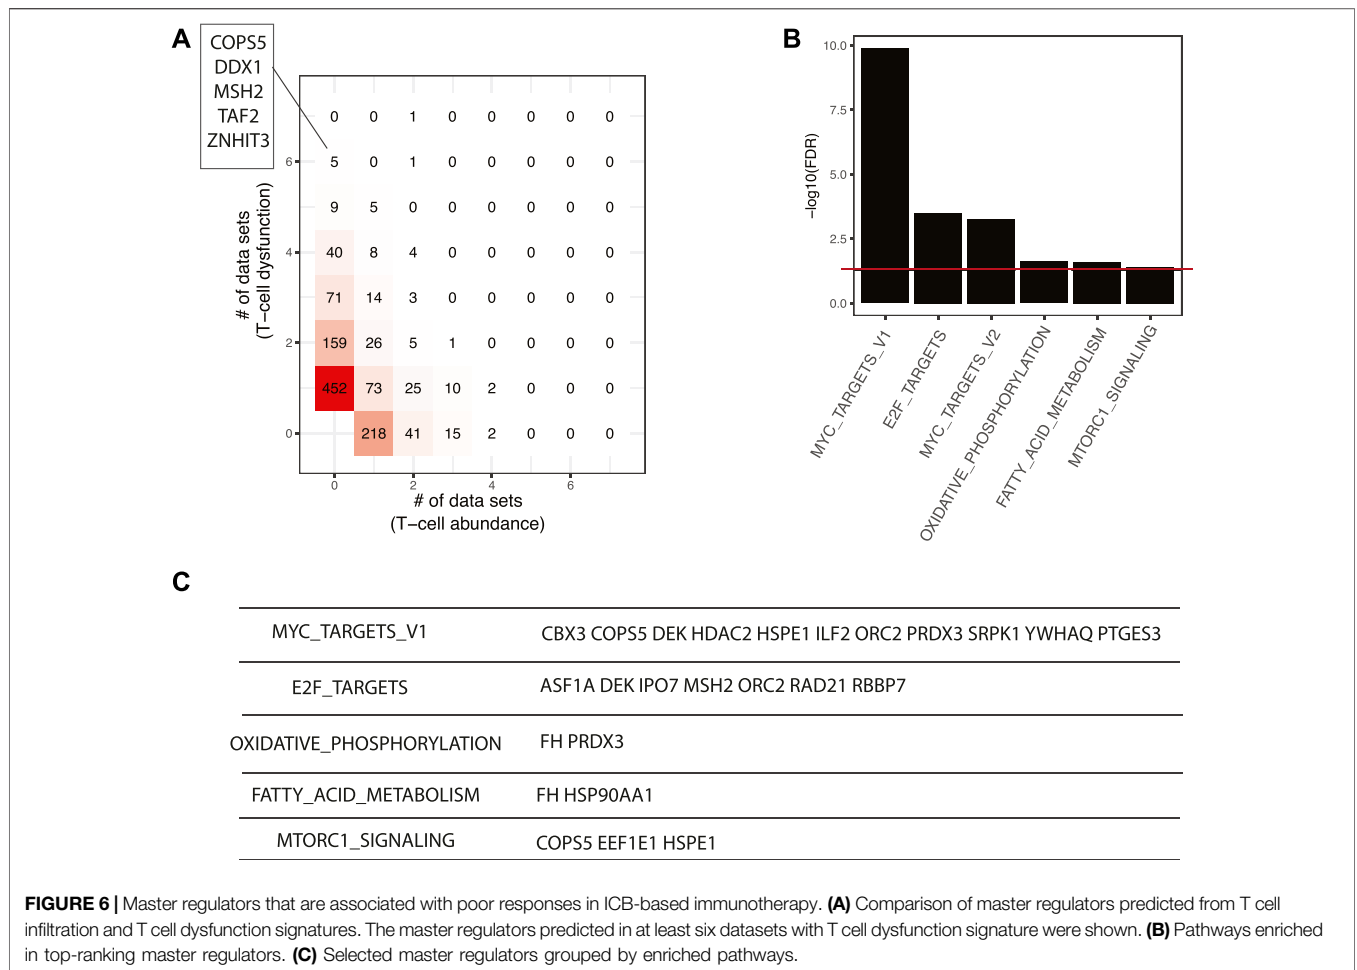 A
COPS5
DDX1
MSH2
TAF2
ZNHIT3
# of data sets
(T−cell dysfunction)
0 0 1 0 0 0 0 0
6 5 0 1 0 0 0 0 0
9 5 0 0 0 0 0 0
4 40 8 4 0 0 0 0 0
71 14 3 0 0 0 0 0
2 159 26 5 1 0 0 0 0
452 73 25 10 2 0 0 0
0 218 41 15 2 0 0 0
0 2 4 6
# of data sets
(T−cell abundance)
B
−log10(FDR)
10.0
7.5
5.0
2.5
0.0
MYC_TARGETS_V1
E2F_TARGETS
MYC_TARGETS_V2
OXIDATIVE_PHOSPHORYLATION
FATTY_ACID_METABOLISM
MTORC1_SIGNALING
C
MYC_TARGETS_V1 CBX3 COPS5 DEK HDAC2 HSPE1 ILF2 ORC2 PRDX3 SRPK1 YWHAQ PTGES3
E2F_TARGETS ASF1A DEK IPO7 MSH2 ORC2 RAD21 RBBP7
OXIDATIVE_PHOSPHORYLATION FH PRDX3
FATTY_ACID_METABOLISM FH HSP90AA1
MTORC1_SIGNALING COPS5 EEF1E1 HSPE1
FIGURE 6 | Master regulators that are associated with poor responses in ICB-based immunotherapy. (A) Comparison of master regulators predicted from T cell
infiltration and T cell dysfunction signatures. The master regulators predicted in at least six datasets with T cell dysfunction signature were shown. (B) Pathways enriched
in top-ranking master regulators. (C) Selected master regulators grouped by enriched pathways.